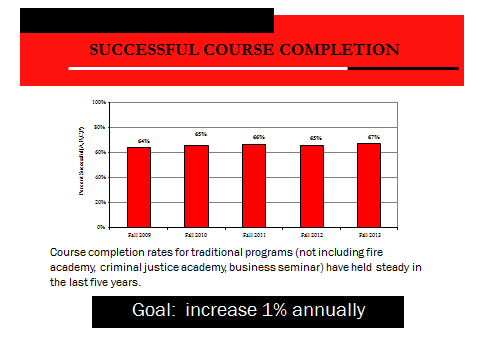 SUCCESSFUL COURSE COMPLETION
100%
80%
60%
40%
20%
0%
64%
65%
66%
65%
67%
Fall 2009
Fall 2010
Fall 2011
Fall 2012
Fall 2013
Course completion rates for traditional programs (not including fire
academy, criminal justice academy, business seminar) have held steady in
the last five years.
Goal: increase 1% annually